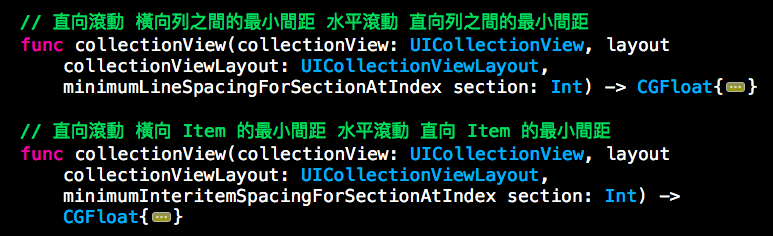 // 直向滾動 橫向列之間的最小間距 水平滾動 直向列之間的最小間距
func collectionView(collectionView: UICollectionView, layout
collectionViewLayout: UICollectionViewLayout,
minimumLineSpacingForSectionAtIndex section: Int) -> CGFloat{...}
// 直向滾動 橫向 Item 的最小間距 水平滾動 直向 Item 的最小間距
func collectionView(collectionView: UICollectionView, layout
collectionViewLayout: UICollectionViewLayout,
minimumInteritemSpacingForSectionAtIndex section: Int) ->
CGFloat{...}